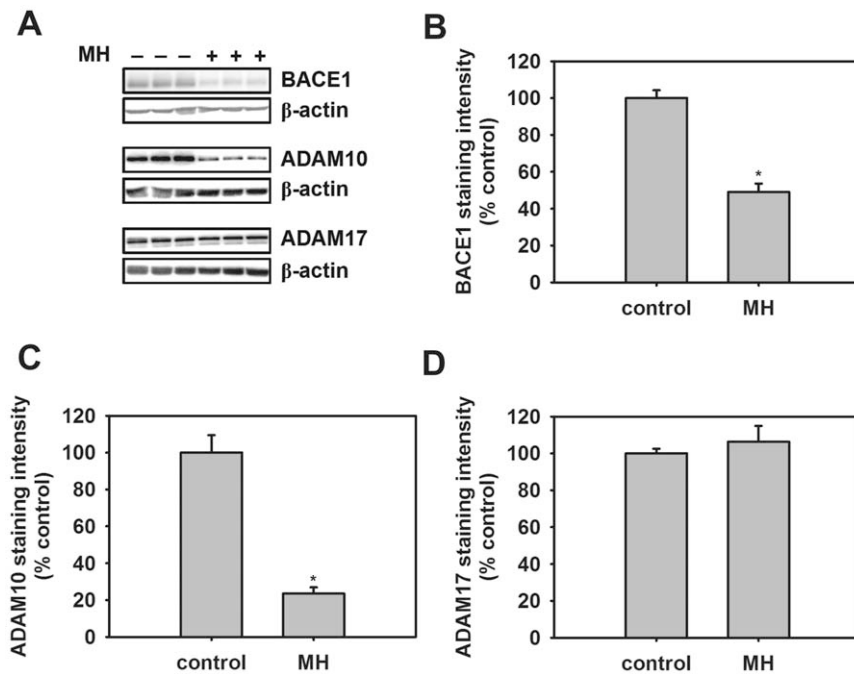 A
MH – – – + + +
BACE1
β-actin
ADAM10
β-actin
ADAM17
β-actin
B
BACE1 staining intensity
(% control)
120
100
80
60
40
20
0
*
control MH
C
ADAM10 staining intensity
(% control)
120
100
80
60
40
20
0
*
control MH
D
ADAM17 staining intensity
(% control)
120
100
80
60
40
20
0
control MH